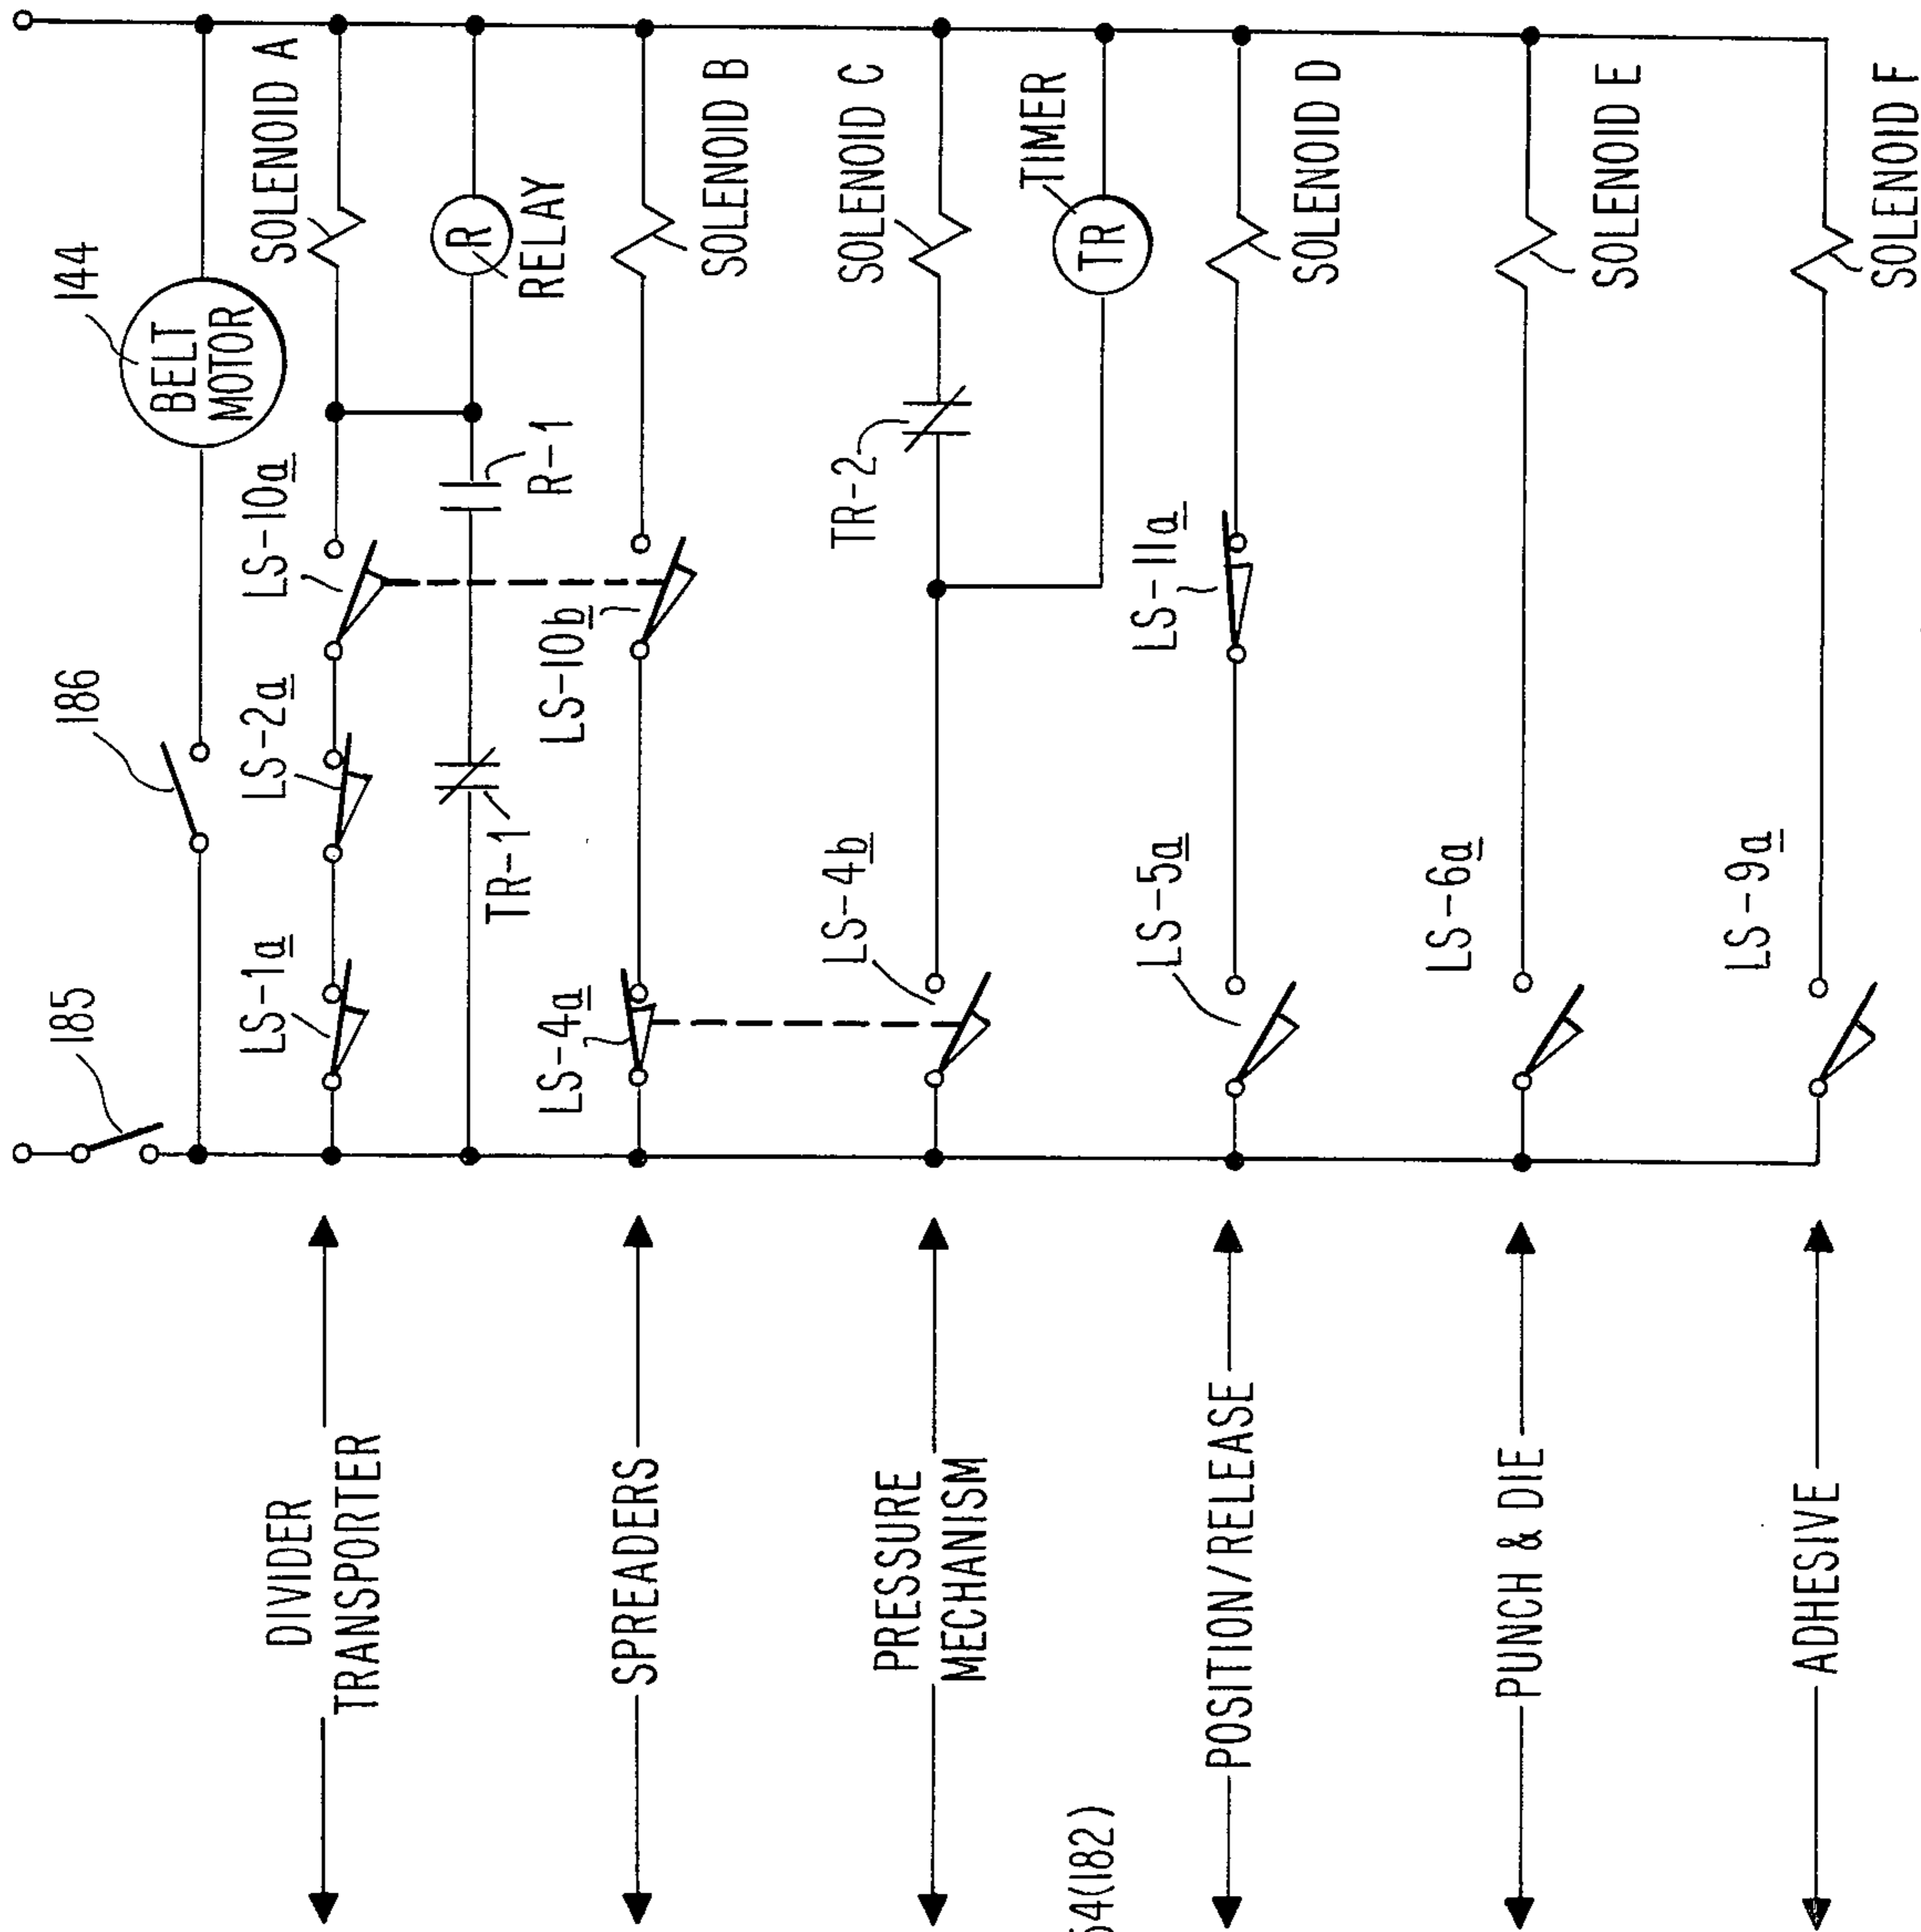 185
186
144
BELT
MOTOR
DIVIDER
TRANSPORTER
LS-1a
LS-2a
LS-10a
SOLENOID A
TR-1
R-1
R
RELAY
SPREADERS
LS-4a
LS-10b
SOLENOID B
PRESSURE
MECHANISM
LS-4b
TR-2
SOLENOID C
TR
TIMER
POSITION/RELEASE
LS-5a
LS-11a
SOLENOID D
PUNCH & DIE
LS-6a
SOLENOID E
ADHESIVE
LS-9a
SOLENOID F